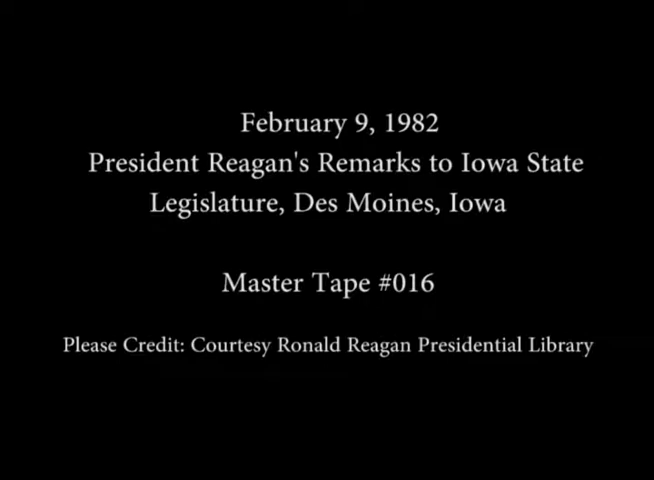 February 9, 1982
President Reagan's Remarks to Iowa State
Legislature, Des Moines, Iowa
Master Tape #016
Please Credit: Courtesy Ronald Reagan Presidential Library